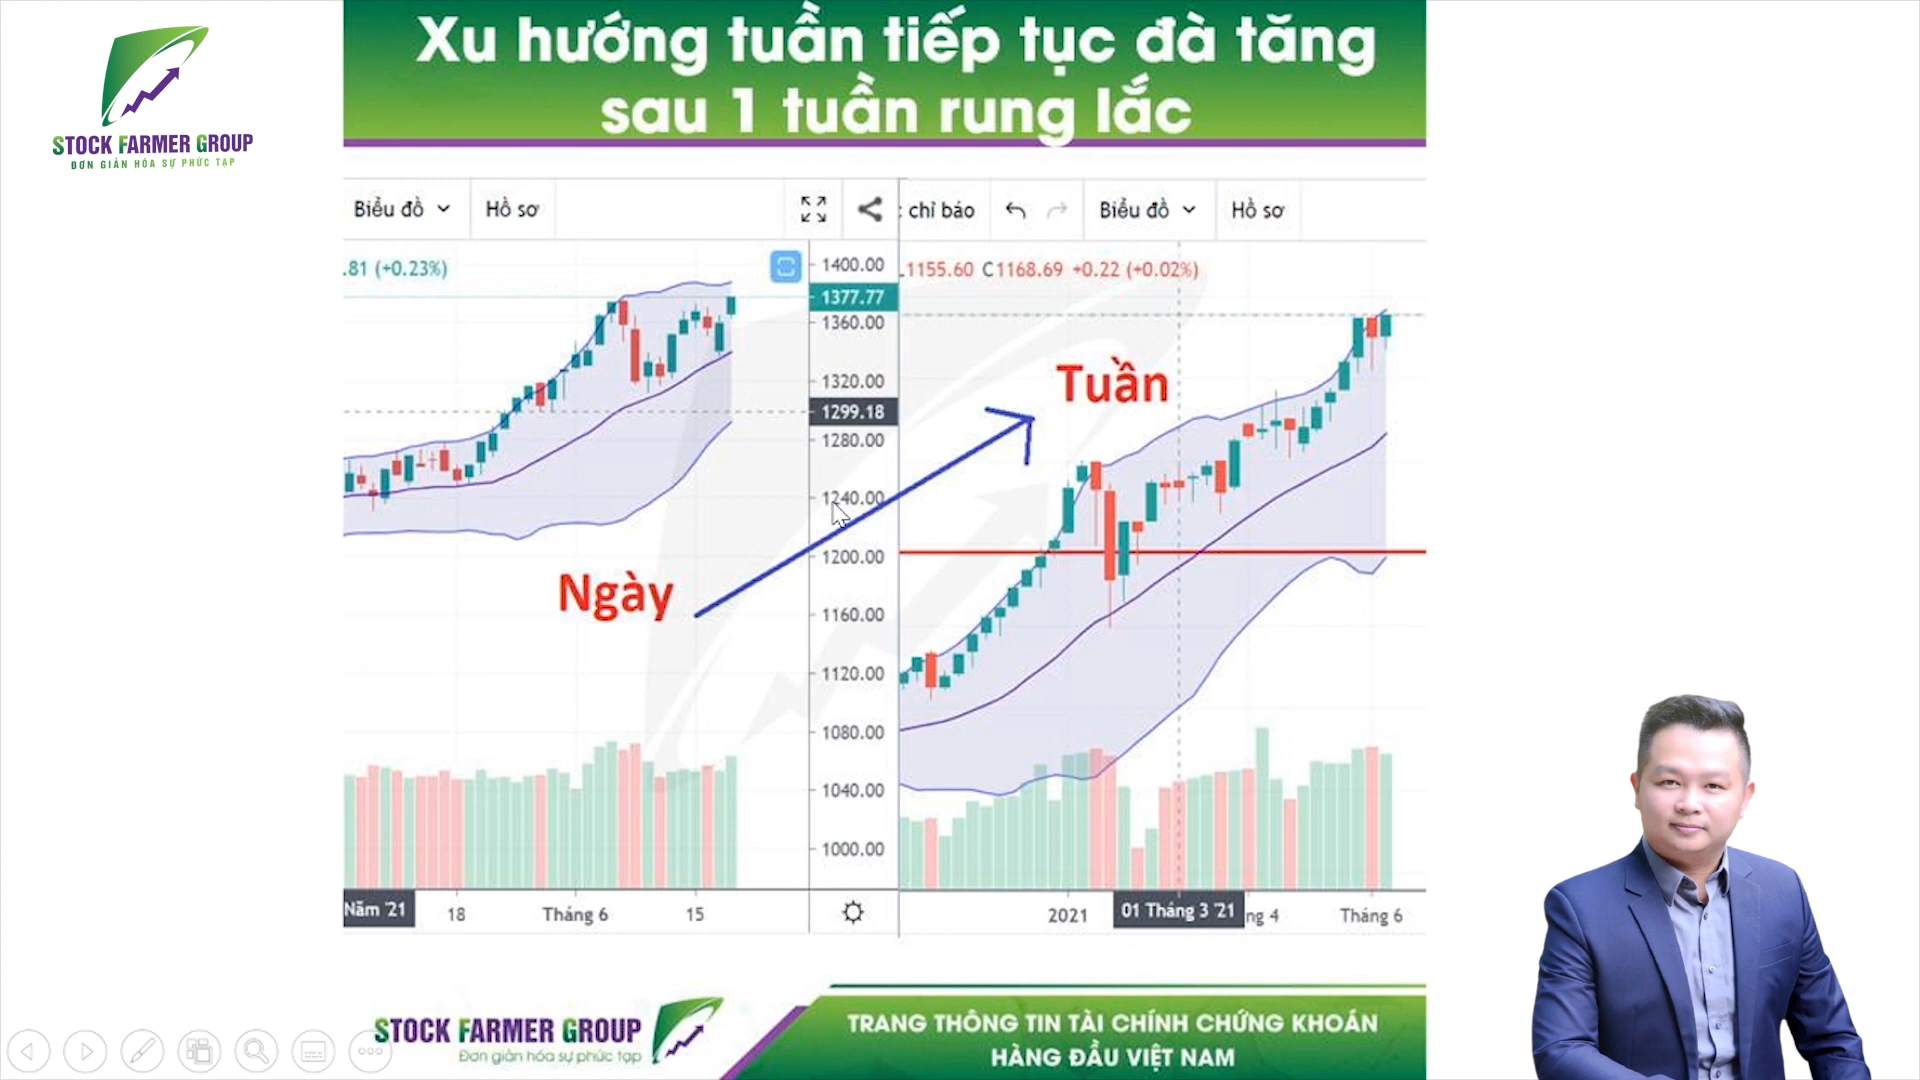 STOCK FARMER GROUP
ĐƠN GIẢN HÓA SỰ PHỨC TẠP
Xu hướng tuần tiếp tục đà tăng
sau 1 tuần rung lắc
Biểu đồ
Hồ sơ
.81 (+0.23%)
1400.00
1377.77
1360.00
1320.00
1299.18
1280.00
1240.00
1200.00
1160.00
1120.00
1080.00
1040.00
1000.00
Ngày
Năm '21
18
Tháng 6
15
chỉ báo
Biểu đồ
Hồ sơ
1155.60 C1168.69 +0.22 (+0.02%)
Tuần
2021
01 Tháng 3 '21
ng 4
Tháng 6
STOCK FARMER GROUP
Đơn giản hóa sự phức tạp
TRANG THÔNG TIN TÀI CHÍNH CHỨNG KHOÁN
HÀNG ĐẦU VIỆT NAM